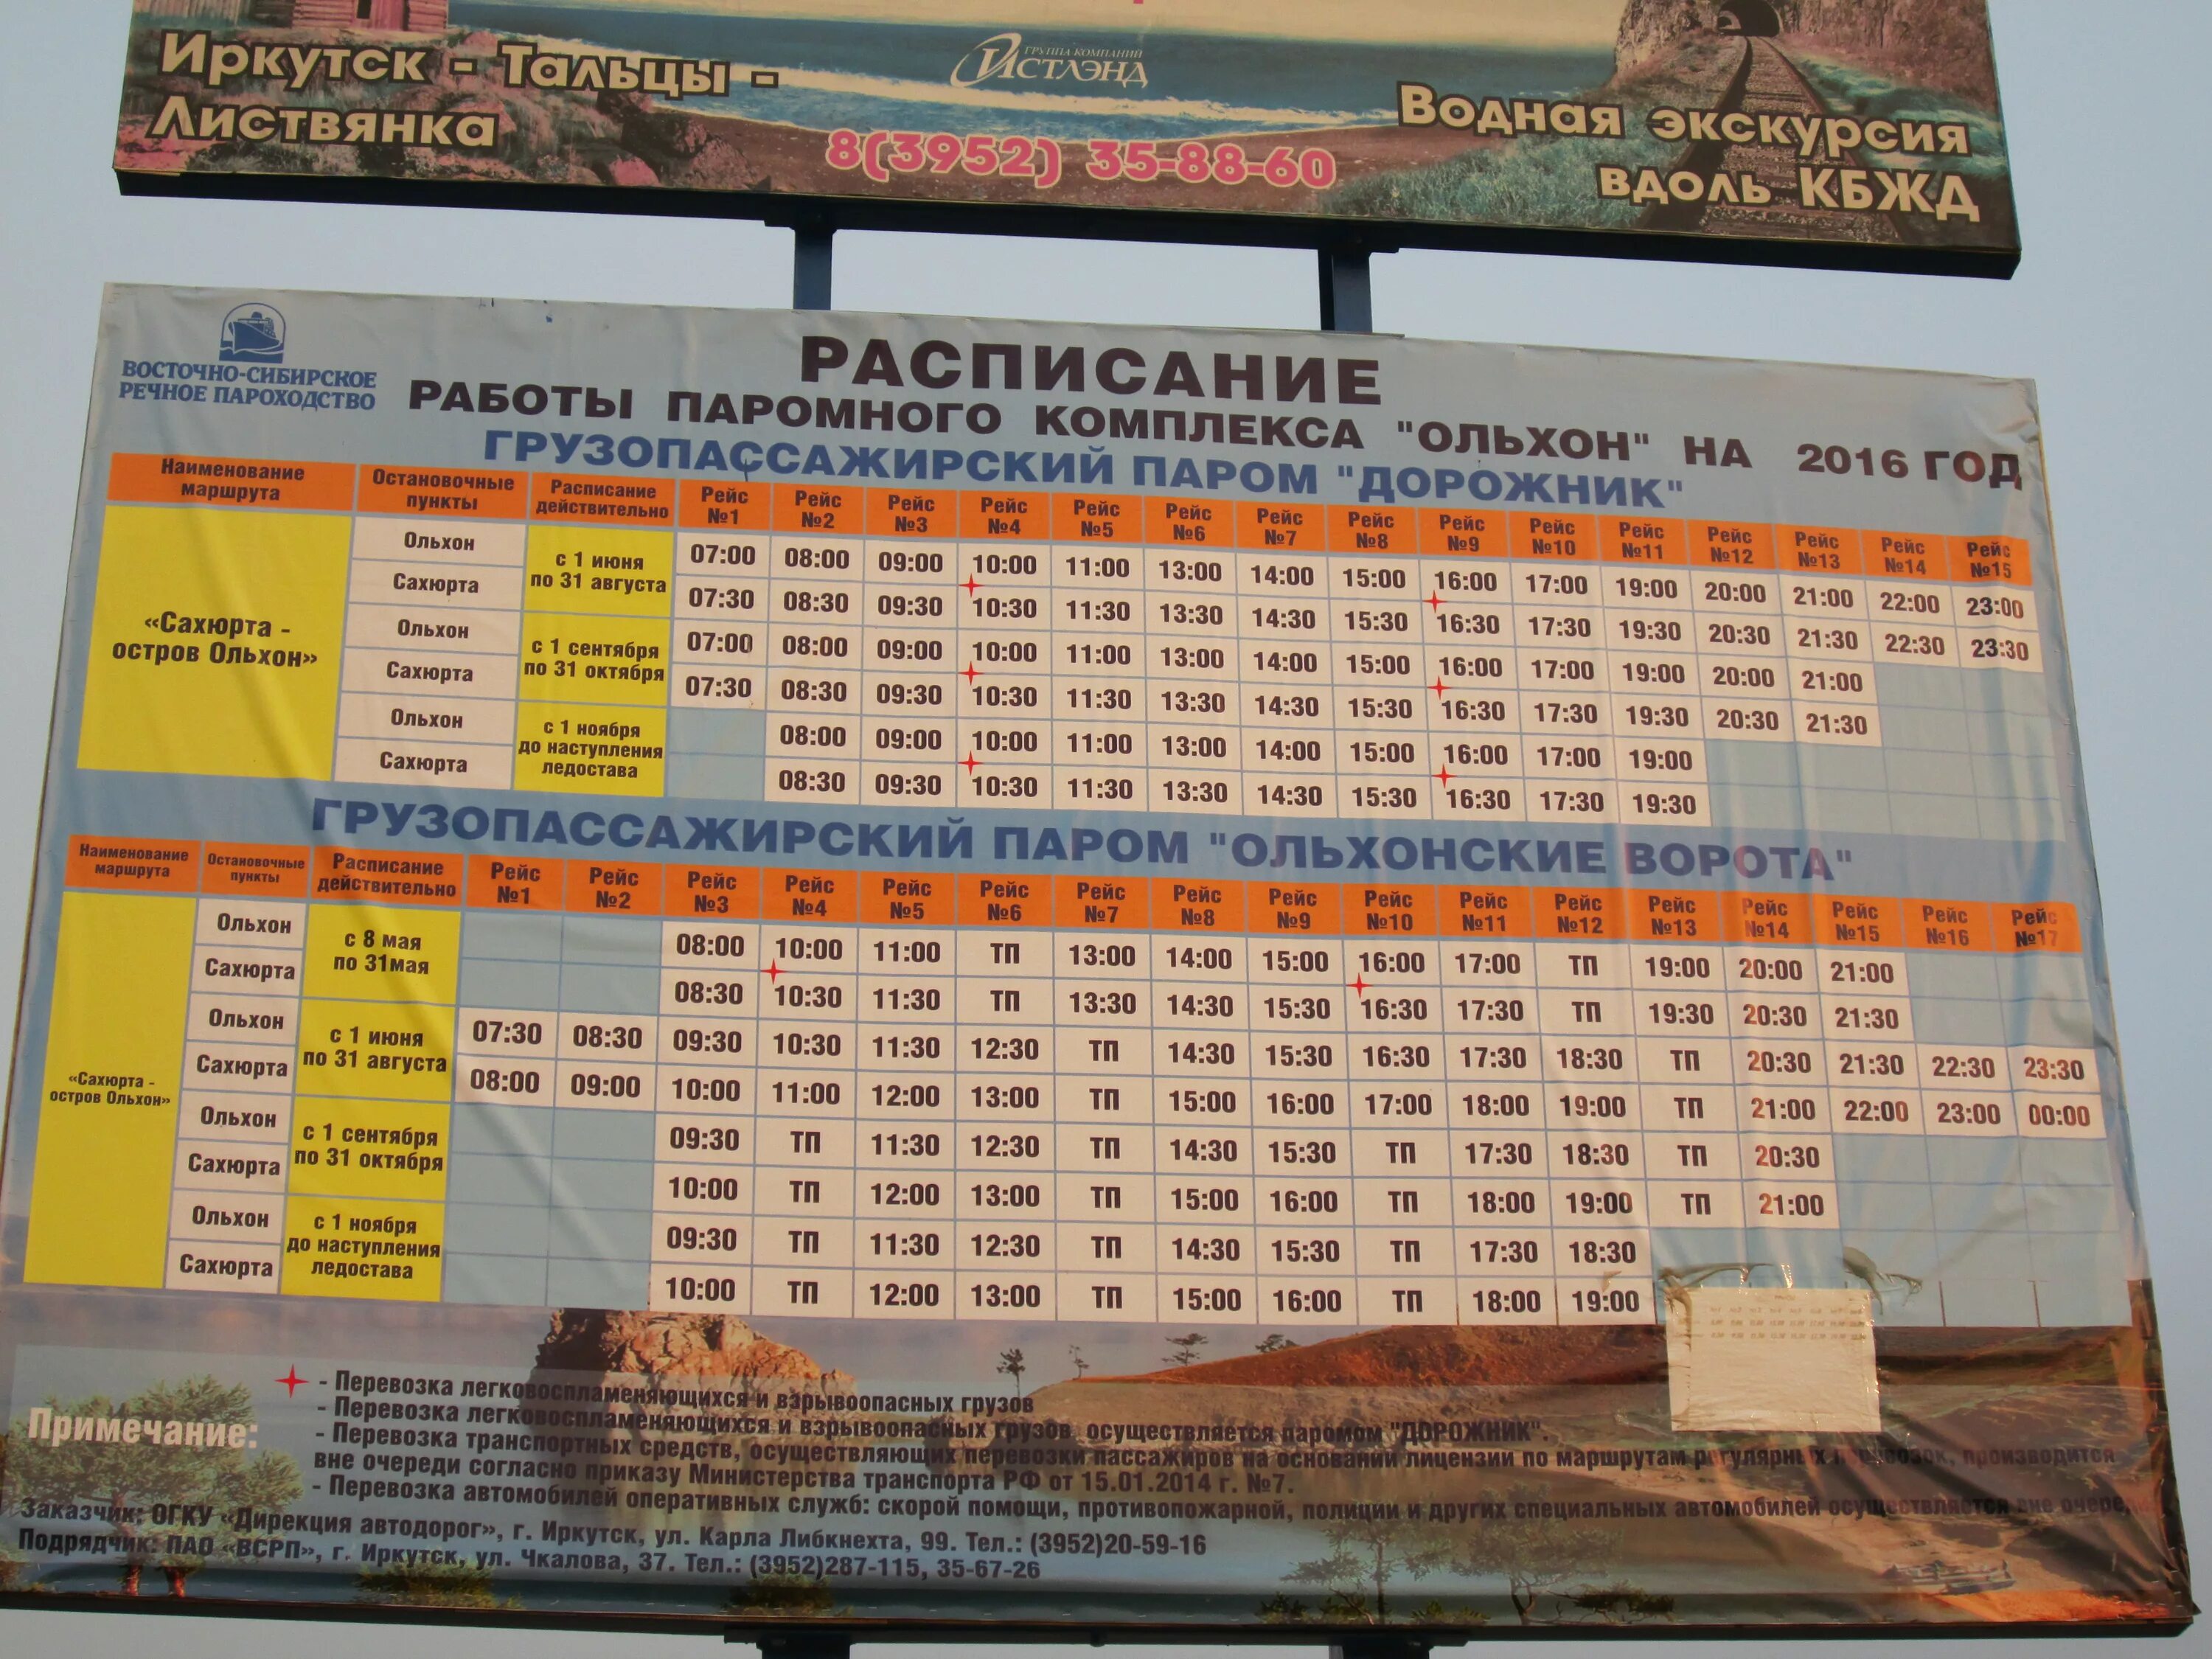 Иркутск - Тальцы -
Листвянка
ГРУППА КОМПАНИЙ
ИСТЛЭНД
8(3952) 35-88-60
Водная экскурсия
вдоль КБЖД
ВОСТОЧНО-СИБИРСКОЕ
РЕЧНОЕ ПАРОХОДСТВО
РАСПИСАНИЕ
РАБОТЫ ПАРОМНОГО КОМПЛЕКСА "ОЛЬХОН" НА 2016 ГОД
ГРУЗОПАССАЖИРСКИЙ ПАРОМ "ДОРОЖНИК"
Наименование маршрута Остановочные пункты Расписание действительно Рейс №1 Рейс №2 Рейс №3 Рейс №4 Рейс №5 Рейс №6 Рейс №7 Рейс №8 Рейс №9 Рейс №10 Рейс №11 Рейс №12 Рейс №13 Рейс №14 Рейс №15
«Сахюрта - остров Ольхон»
с 1 июня по 31 августа
Ольхон 07:00 08:00 09:00 10:00 11:00 13:00 14:00 15:00 16:00 17:00 19:00 20:00 21:00 22:00 23:00
Сахюрта 07:30 08:30 09:30 10:30 11:30 13:30 14:30 15:30 16:30 17:30 19:30 20:30 21:30 22:30 23:30
с 1 сентября по 31 октября
Ольхон 07:00 08:00 09:00 10:00 11:00 13:00 14:00 15:00 16:00 17:00 19:00 20:00 21:00
Сахюрта 07:30 08:30 09:30 10:30 11:30 13:30 14:30 15:30 16:30 17:30 19:30 20:30 21:30
с 1 ноября до наступления ледостава
Ольхон 08:00 09:00 10:00 11:00 13:00 14:00 15:00 16:00 17:00 19:00
Сахюрта 08:30 09:30 10:30 11:30 13:30 14:30 15:30 16:30 17:30 19:30
ГРУЗОПАССАЖИРСКИЙ ПАРОМ "ОЛЬХОНСКИЕ ВОРОТА"
Наименование маршрута Остановочные пункты Расписание действительно Рейс №1 Рейс №2 Рейс №3 Рейс №4 Рейс №5 Рейс №6 Рейс №7 Рейс №8 Рейс №9 Рейс №10 Рейс №11 Рейс №12 Рейс №13 Рейс №14 Рейс №15 Рейс №16 Рейс №17
«Сахюрта - остров Ольхон»
с 8 мая по 31мая
Ольхон 08:00 10:00 11:00 ТП 13:00 14:00 15:00 16:00 17:00 ТП 19:00 20:00 21:00
Сахюрта 08:30 10:30 11:30 ТП 13:30 14:30 15:30 16:30 17:30 ТП 19:30 20:30 21:30
с 1 июня по 31 августа
Ольхон 07:30 08:30 09:30 10:30 11:30 12:30 ТП 14:30 15:30 16:30 17:30 18:30 ТП 20:30 21:30 22:30 23:30
Сахюрта 08:00 09:00 10:00 11:00 12:00 13:00 ТП 15:00 16:00 17:00 18:00 19:00 ТП 21:00 22:00 23:00 00:00
с 1 сентября по 31 октября
Ольхон 09:30 ТП 11:30 12:30 ТП 14:30 15:30 ТП 17:30 18:30 ТП 20:30
Сахюрта 10:00 ТП 12:00 13:00 ТП 15:00 16:00 ТП 18:00 19:00 ТП 21:00
с 1 ноября до наступления ледостава
Ольхон 09:30 ТП 11:30 12:30 ТП 14:30 15:30 ТП 17:30 18:30
Сахюрта 10:00 ТП 12:00 13:00 ТП 15:00 16:00 ТП 18:00 19:00
Примечание:
- Перевозка легковоспламеняющихся и взрывоопасных грузов
- Перевозка легковоспламеняющихся и взрывоопасных грузов осуществляется паромом "ДОРОЖНИК".
- Перевозка транспортных средств, осуществляющих перевозки пассажиров на основании лицензии по маршрутам регулярных перевозок, производится
вне очереди согласно приказу Министерства транспорта РФ от 15.01.2014 г. №7.
- Перевозка автомобилей оперативных служб: скорой помощи, противопожарной, полиции и других специальных автомобилей осуществляется вне
Заказчик: ОГКУ «Дирекция автодорог», г. Иркутск, ул. Карла Либкнехта, 99. Тел.: (3952)20-59-16
Подрядчик: ПАО «ВСРП», г. Иркутск, ул. Чкалова, 37. Тел.: (3952)287-115, 35-67-26